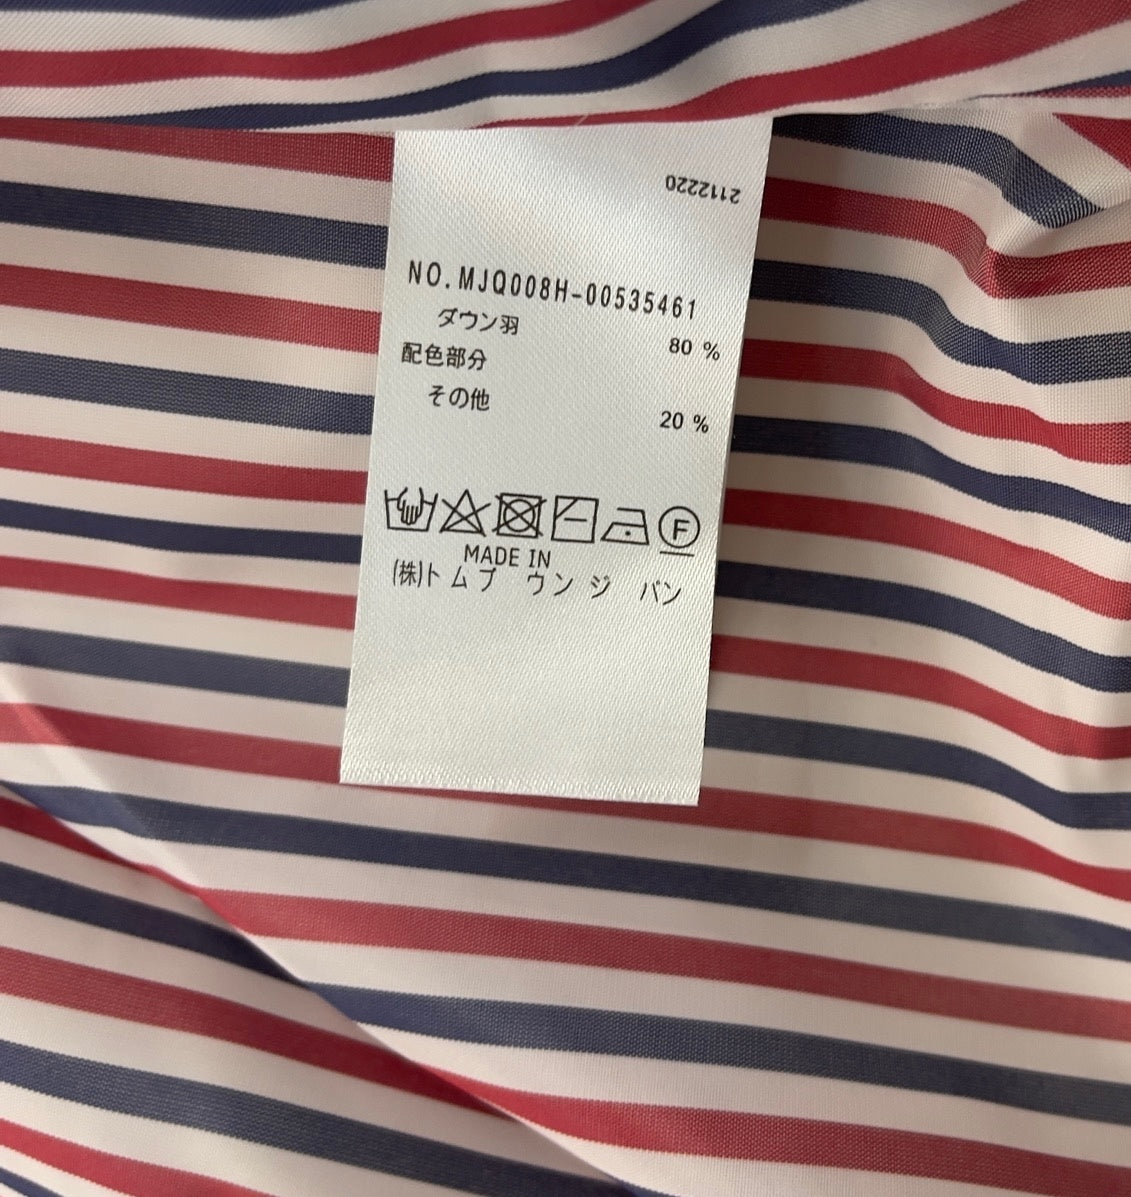 2112220
NO.MJQ008H-00535461
ダウン羽 80 %
配色部分
その他 20 %
F
MADE IN
(株)トムブ ウン ジ パン